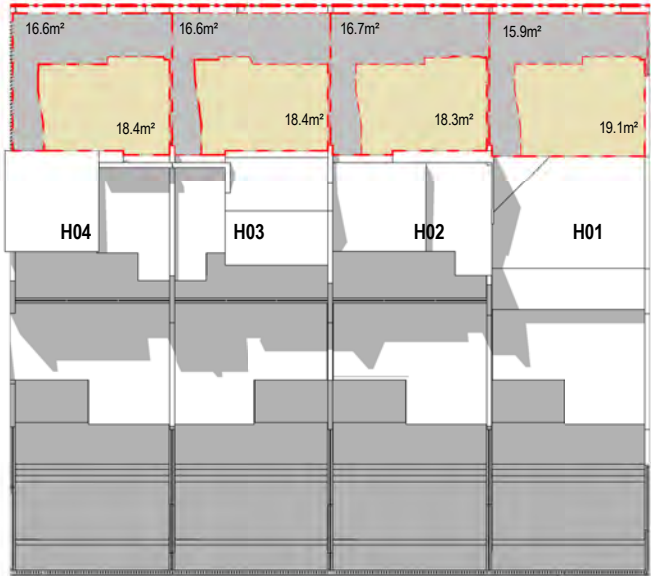 16.6m² 16.6m² 16.7m² 15.9m²
18.4m² 18.4m² 18.3m² 19.1m²
H04 H03 H02 H01